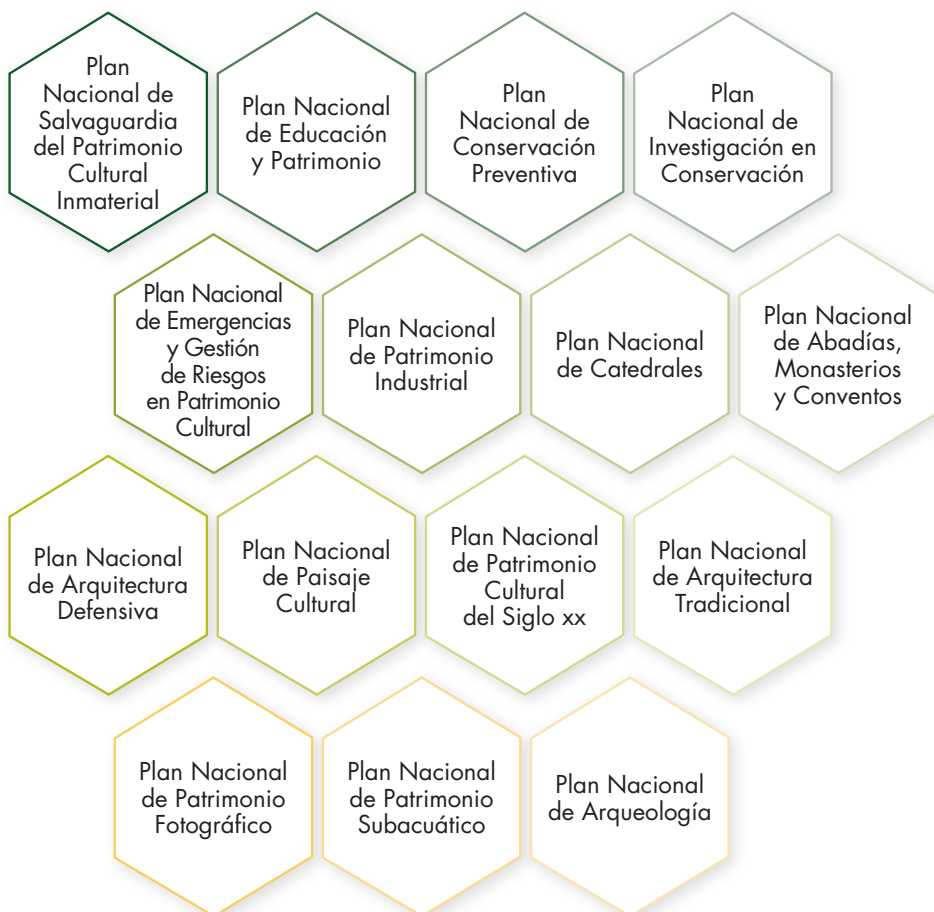 Plan
Nacional de
Salvaguardia
del Patrimonio
Cultural
Inmaterial
Plan Nacional
de Educación
y Patrimonio
Plan
Nacional de
Conservación
Preventiva
Plan
Nacional de
Investigación en
Conservación
Plan Nacional
de Emergencias
y Gestión
de Riesgos
en Patrimonio
Cultural
Plan Nacional
de Patrimonio
Industrial
Plan Nacional
de Catedrales
Plan Nacional
de Abadías,
Monasterios
y Conventos
Plan Nacional
de Arquitectura
Defensiva
Plan Nacional
de Paisaje
Cultural
Plan Nacional
de Patrimonio
Cultural
del Siglo xx
Plan Nacional
de Arquitectura
Tradicional
Plan Nacional
de Patrimonio
Fotográfico
Plan Nacional
de Patrimonio
Subacuático
Plan Nacional
de Arqueología